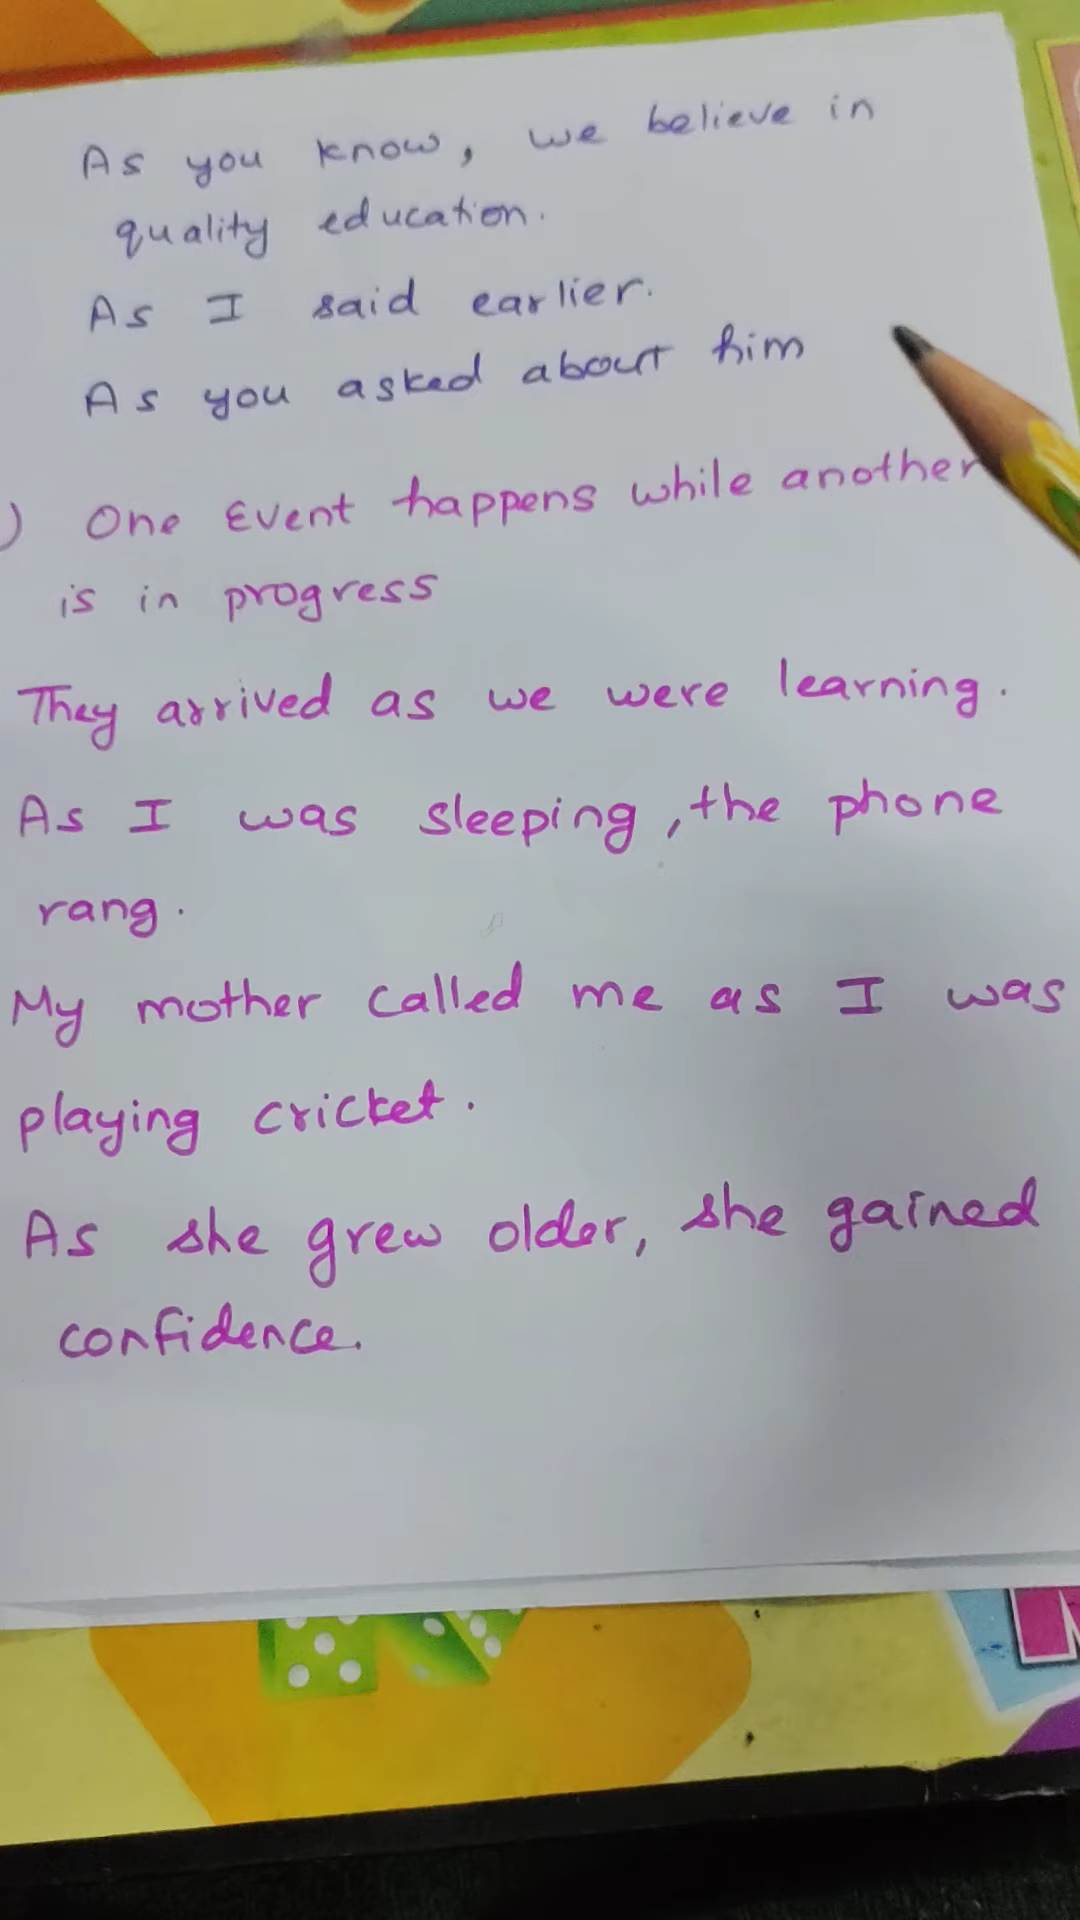 As you know, we believe in
quality education.
As I said earlier.
As you asked about him
) One Event happens while another
is in progress
They arrived as we were learning.
As I was sleeping, the phone
rang.
My mother called me as I was
playing cricket.
As she grew older, she gained
confidence.